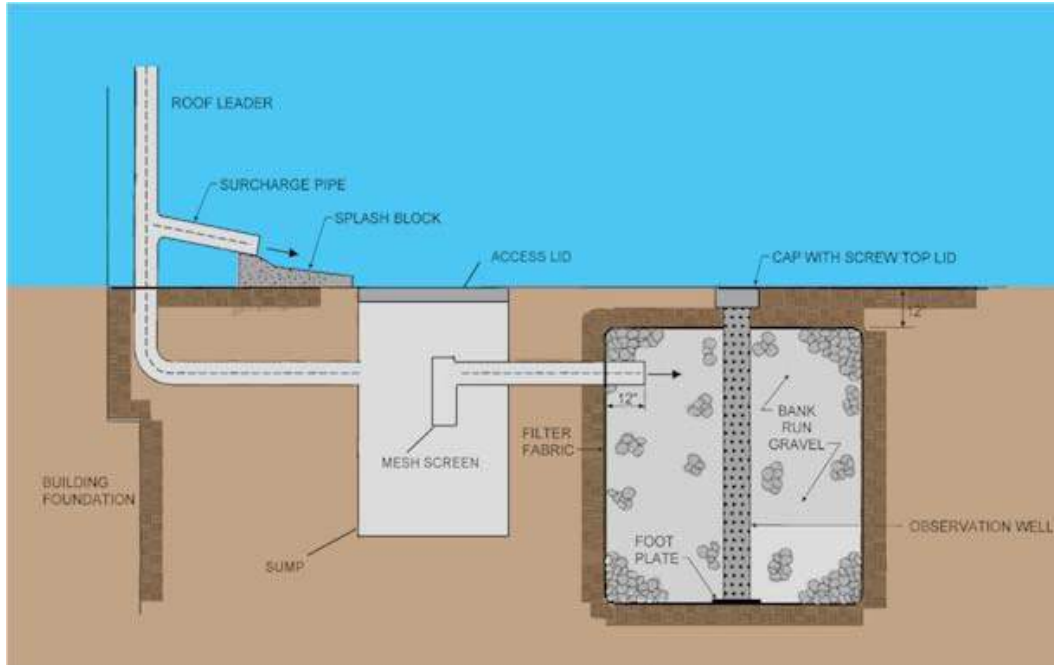 ROOF LEADER
SURCHARGE PIPE
SPLASH BLOCK
ACCESS LID
CAP WITH SCREW TOP LID
12"
12"
BANK
RUN
GRAVEL
FILTER
FABRIC
MESH SCREEN
BUILDING
FOUNDATION
OBSERVATION WELL
FOOT
PLATE
SUMP